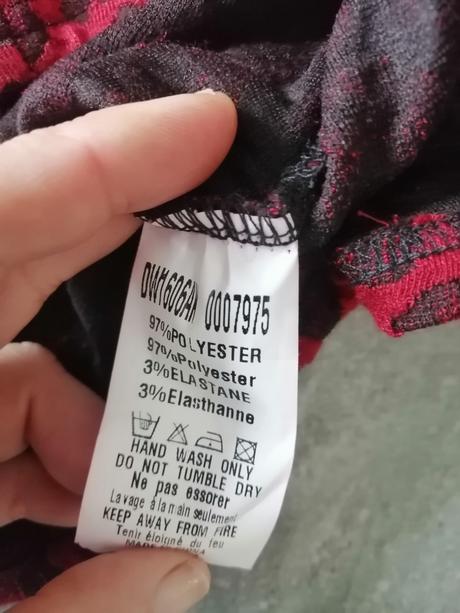 0007975
97%POLYESTER
97%Polyester
3%ELASTANE
3%Elasthanne
HAND WASH ONLY
DO NOT TUMBLE DRY
Ne pas essorer
Lavage à la main seulement
KEEP AWAY FROM FIRE
Tenir éloigné du feu
MADE